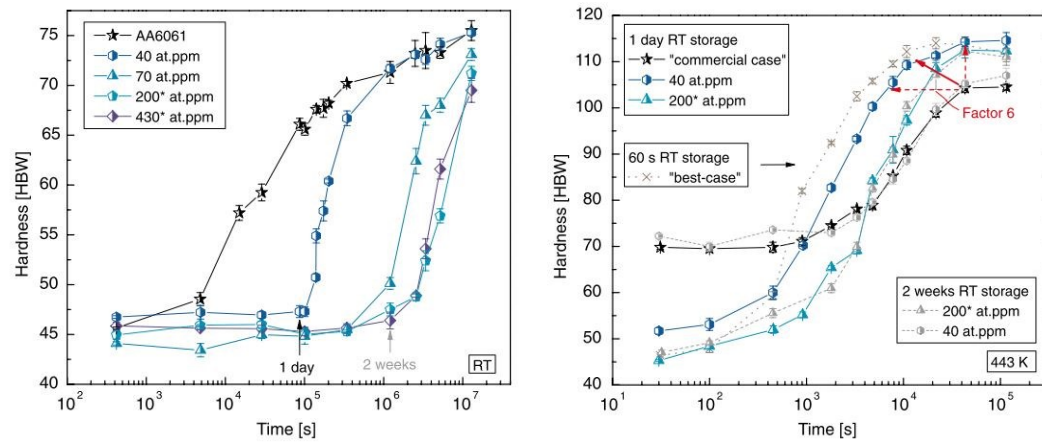 Hardness [HBW]
75
70
65
60
55
50
45
40
AA6061
40 at.ppm
70 at.ppm
200* at.ppm
430* at.ppm
1 day
2 weeks
RT
10² 10³ 10⁴ 10⁵ 10⁶ 10⁷
Time [s]
Hardness [HBW]
120
110
100
90
80
70
60
50
40
1 day RT storage
"commercial case"
40 at.ppm
200* at.ppm
Factor 6
60 s RT storage
"best-case"
2 weeks RT storage
200* at.ppm
40 at.ppm
443 K
10¹ 10² 10³ 10⁴ 10⁵
Time [s]